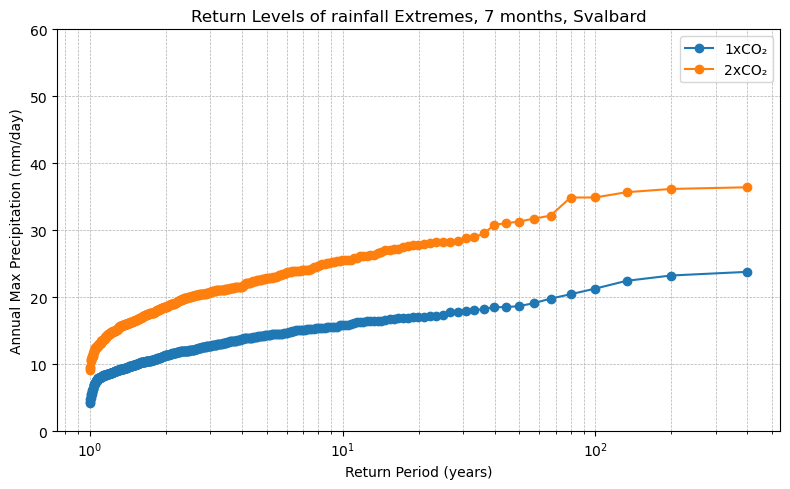 Return Levels of rainfall Extremes, 7 months, Svalbard
1xCO₂
2xCO₂
Annual Max Precipitation (mm/day)
60
50
40
30
20
10
0
10⁰
10¹
10²
Return Period (years)